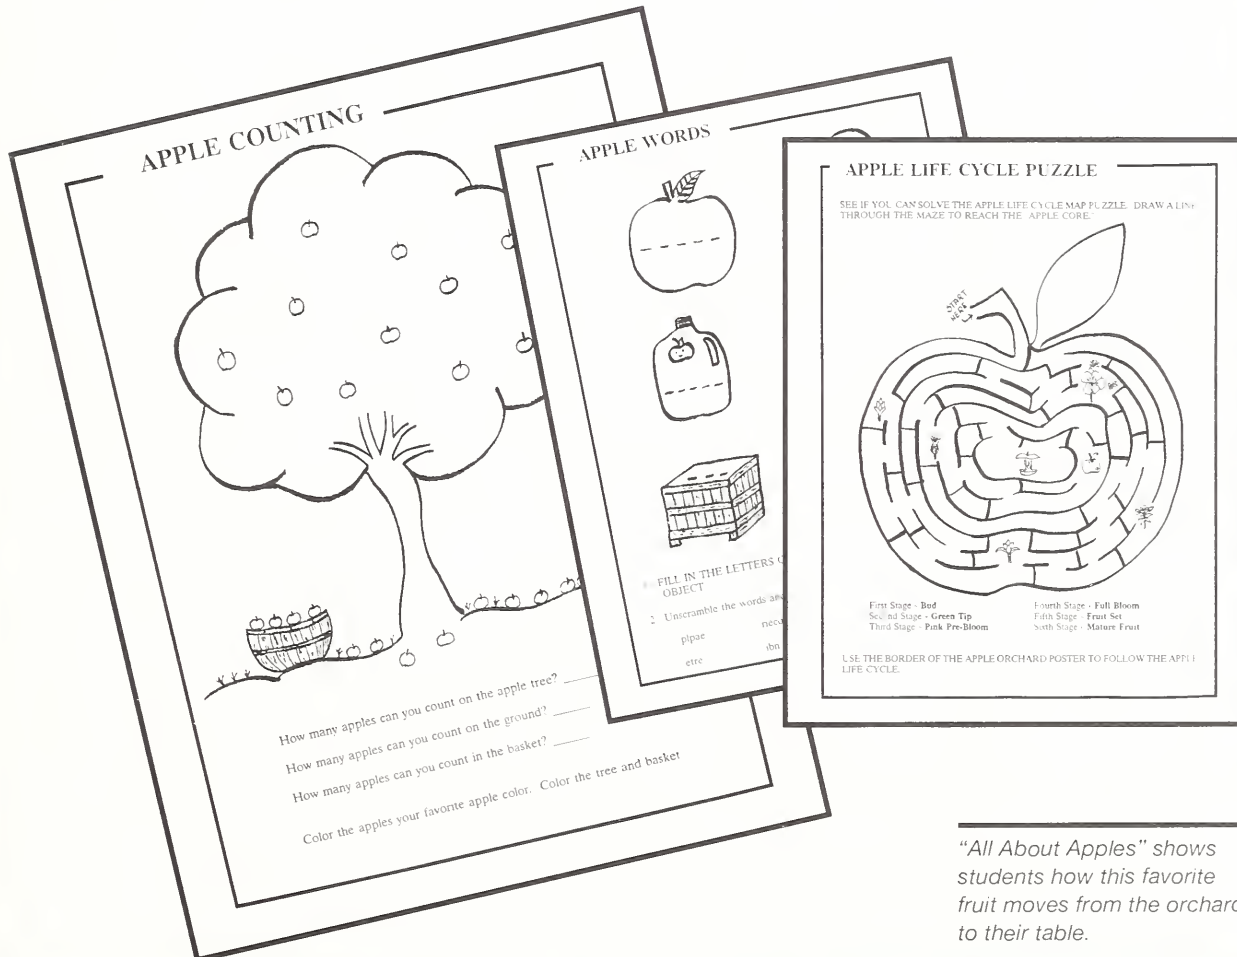 APPLE COUNTING
How many apples can you count on the apple tree?
How many apples can you count on the ground?
How many apples can you count in the basket?
Color the apples your favorite apple color. Color the tree and basket
APPLE WORDS
FILL IN THE LETTERS
OBJECT
2 Unscramble the words and
plpae
etre
APPLE LIFE CYCLE PUZZLE
SEE IF YOU CAN SOLVE THE APPLE LIFE CYCLE MAP PUZZLE. DRAW A LINE
THROUGH THE MAZE TO REACH THE APPLE CORE.
START
HERE
First Stage - Bud
Second Stage - Green Tip
Third Stage - Pink Pre-Bloom
Fourth Stage - Full Bloom
Fifth Stage - Fruit Set
Sixth Stage - Mature Fruit
USE THE BORDER OF THE APPLE ORCHARD POSTER TO FOLLOW THE APPLE
LIFE CYCLE.
"All About Apples" shows
students how this favorite
fruit moves from the orchard
to their table.